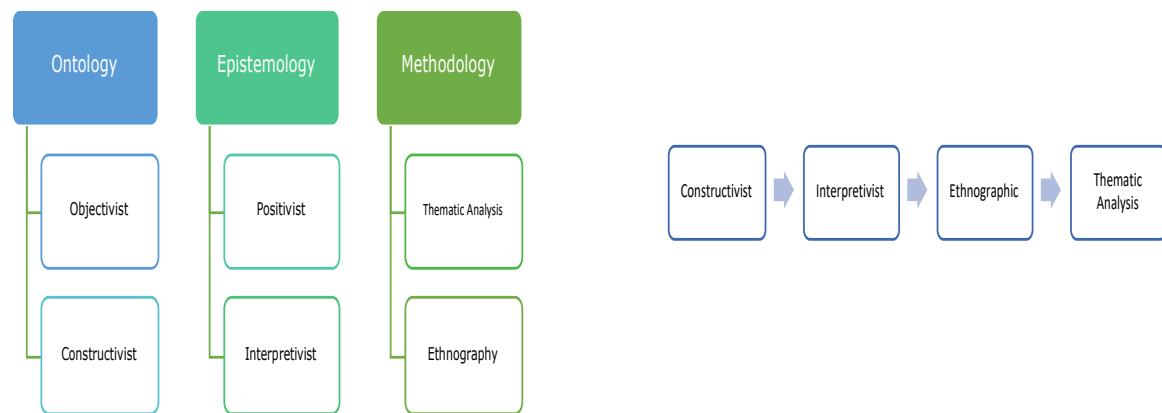 Ontology
Objectivist
Constructivist
Epistemology
Positivist
Interpretivist
Methodology
Thematic Analysis
Ethnography
Constructivist
Interpretivist
Ethnographic
Thematic
Analysis